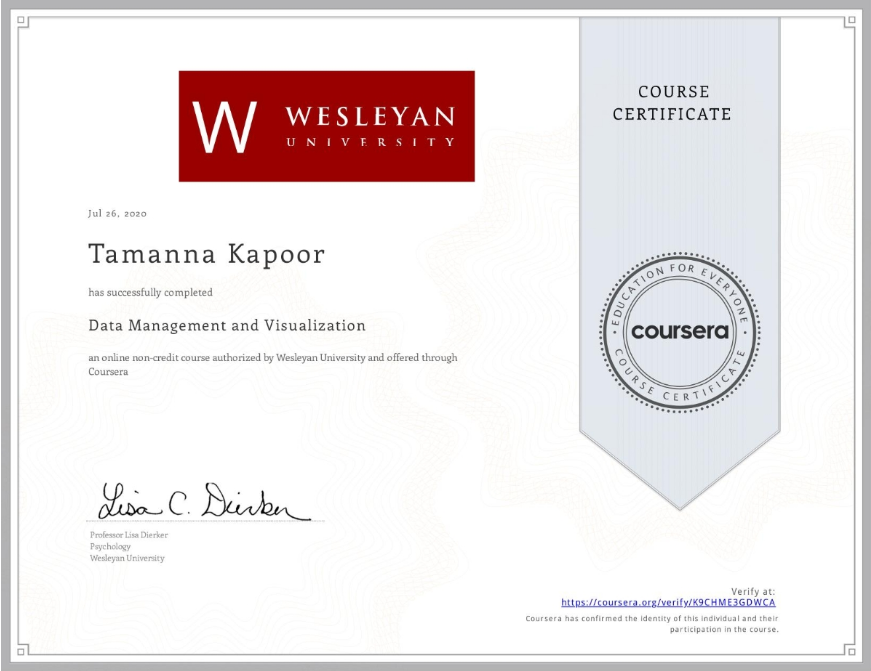 W WESLEYAN
UNIVERSITY
COURSE
CERTIFICATE
Jul 26, 2020
Tamanna Kapoor
has successfully completed
Data Management and Visualization
an online non-credit course authorized by Wesleyan University and offered through
Coursera
EDUCATION FOR EVERYONE
coursera
COURSE CERTIFICATE
Lisa C. Dierker
Professor Lisa Dierker
Psychology
Wesleyan University
Verify at:
https://coursera.org/verify/K9CHME3GDWCA
Coursera has confirmed the identity of this individual and their
participation in the course.